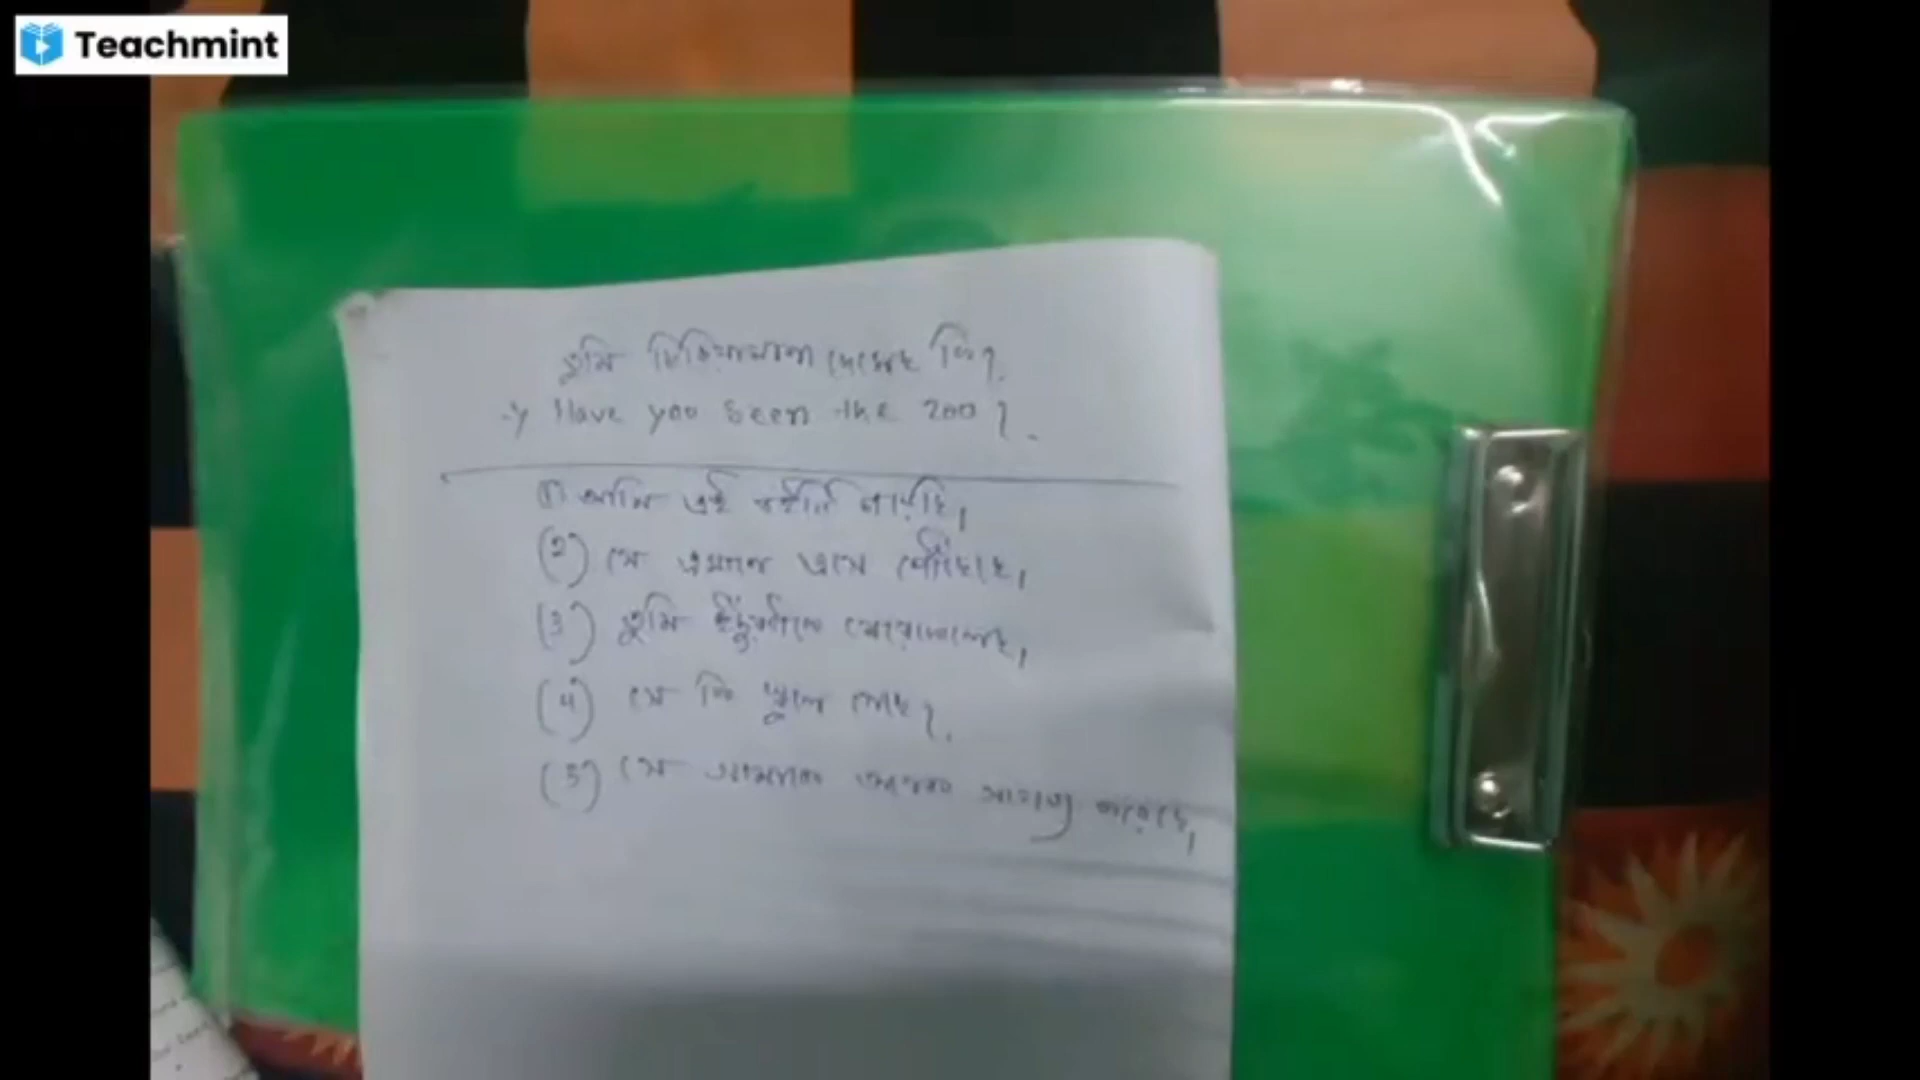 Teachmint
তুমি চিড়িয়াখানা দেখেছ কি?
→ Have you seen the zoo?
(1) আমি এই বইটি পড়েছি।
(2) সে এখানে এসে পৌঁছেছে।
(3) তুমি ইঁদুরটাকে মেরে ফেলেছ।
(4) সে কি স্কুলে গেছে?
(5) সে আমাকে অনেক সাহায্য করেছে।